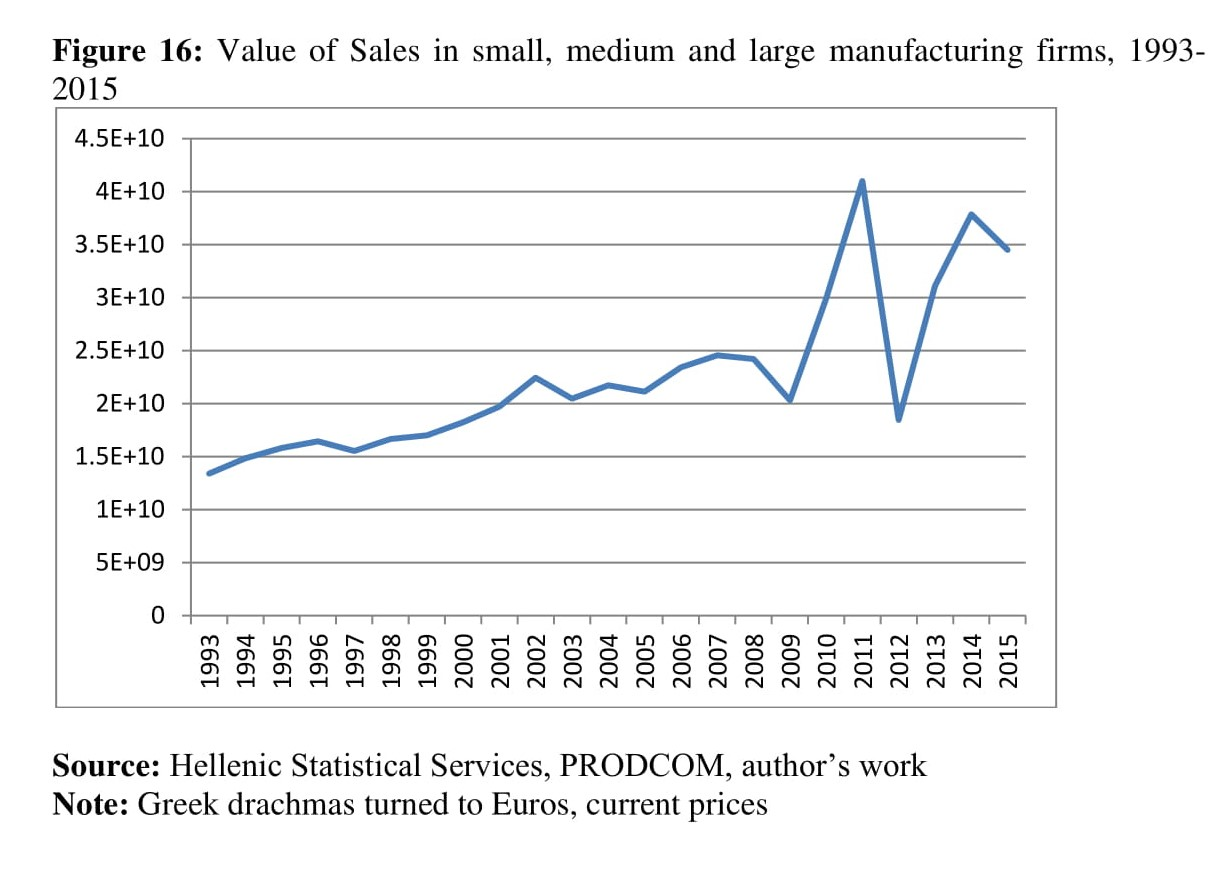 Figure 16: Value of Sales in small, medium and large manufacturing firms, 1993-
2015
4.5E+10
4E+10
3.5E+10
3E+10
2.5E+10
2E+10
1.5E+10
1E+10
5E+09
0
1993
1994
1995
1996
1997
1998
1999
2000
2001
2002
2003
2004
2005
2006
2007
2008
2009
2010
2011
2012
2013
2014
2015
Source: Hellenic Statistical Services, PRODCOM, author’s work
Note: Greek drachmas turned to Euros, current prices